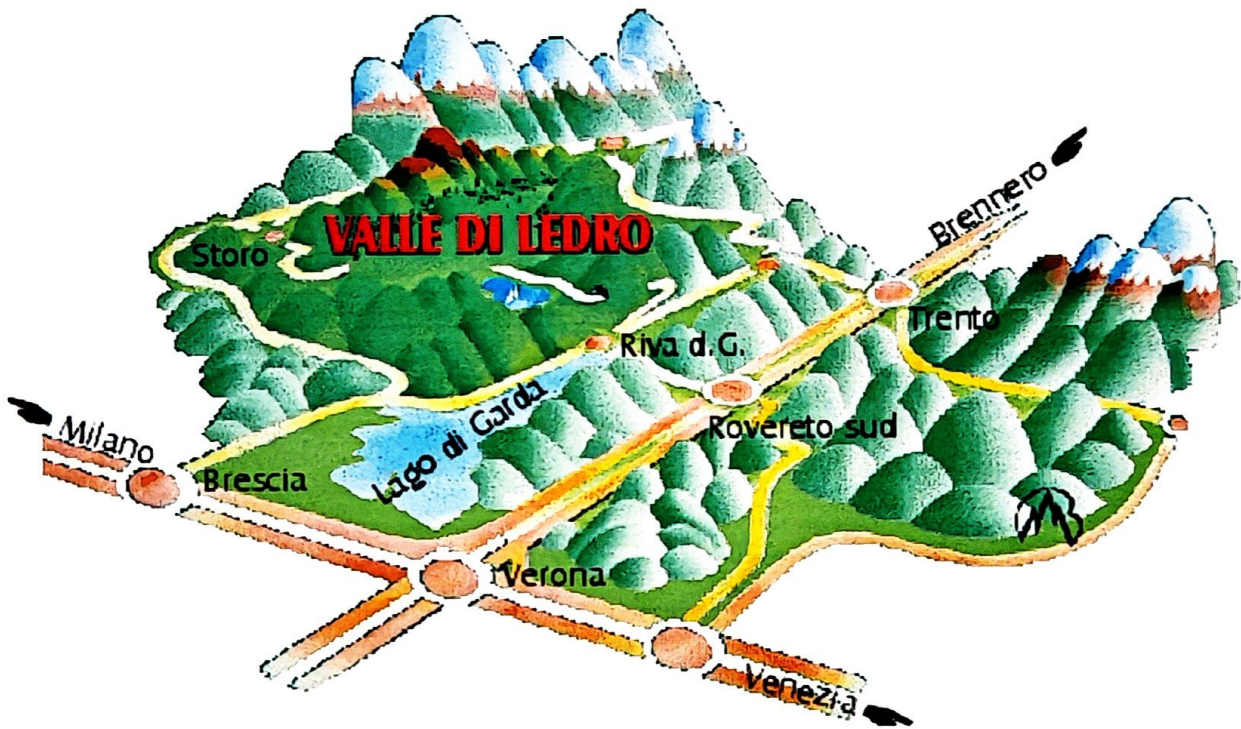 Brennero
VALLE DI LEDRO
Storo
Trento
Riva d.G.
Lago di Garda
Rovereto sud
Milano
Brescia
Verona
Venezia